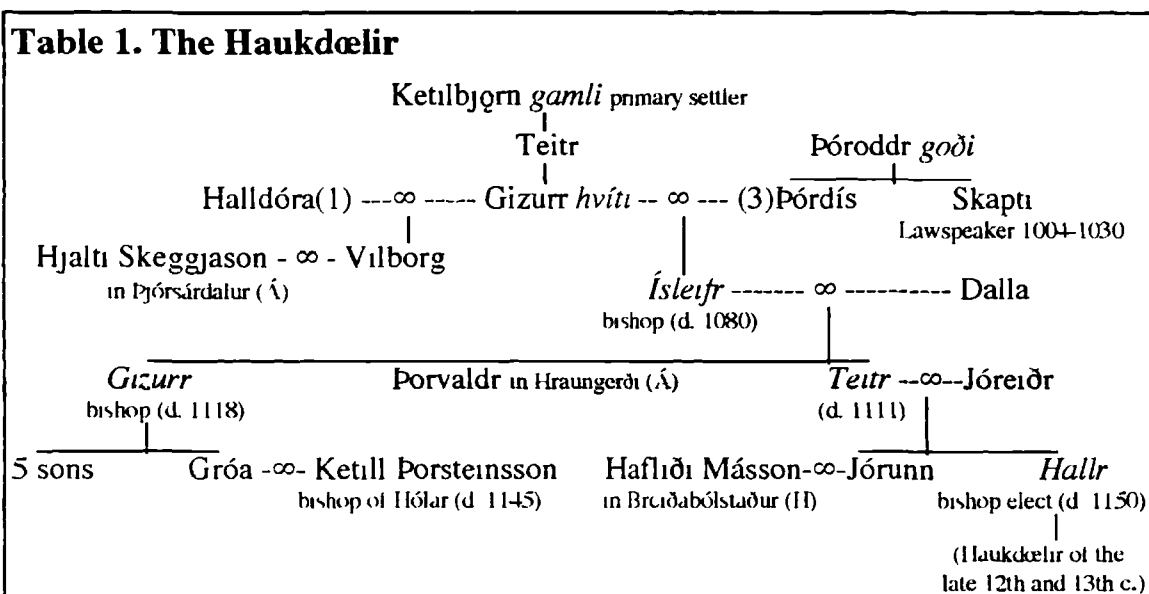 Table 1. The Haukdœlir
Ketilbjǫrn gamli primary settler
Teitr Þóroddr goði
Halldóra(1) ---∞ ----- Gizurr hvíti -- ∞ --- (3)Þórdís Skapti
Lawspeaker 1004-1030
Hjalti Skeggjason - ∞ - Vilborg
in Þjórsárdalur (Á)
Ísleifr ------- ∞ ---------- Dalla
bishop (d. 1080)
Gizurr Þorvaldr in Hraungerði (Á) Teitr --∞--Jóreiðr
bishop (d. 1118) (d. 1111)
5 sons Gróa -∞- Ketill Þorsteinsson Hafliði Másson-∞-Jórunn Hallr
bishop of Hólar (d 1145) in Breiðabólstaður (H) bishop elect (d 1150)
(Haukdœlir of the
late 12th and 13th c.)